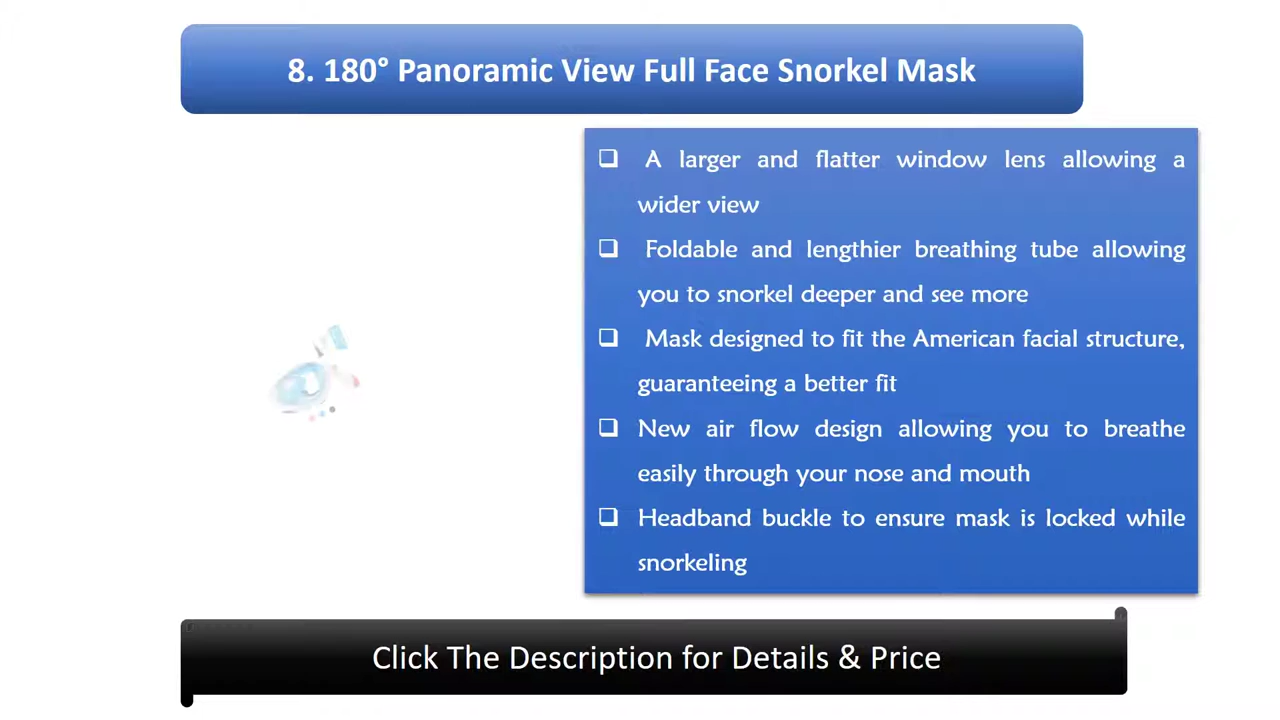 8. 180° Panoramic View Full Face Snorkel Mask
❑ A larger and flatter window lens allowing a
wider view
❑ Foldable and lengthier breathing tube allowing
you to snorkel deeper and see more
❑ Mask designed to fit the American facial structure,
guaranteeing a better fit
❑ New air flow design allowing you to breathe
easily through your nose and mouth
❑ Headband buckle to ensure mask is locked while
snorkeling
Click The Description for Details & Price